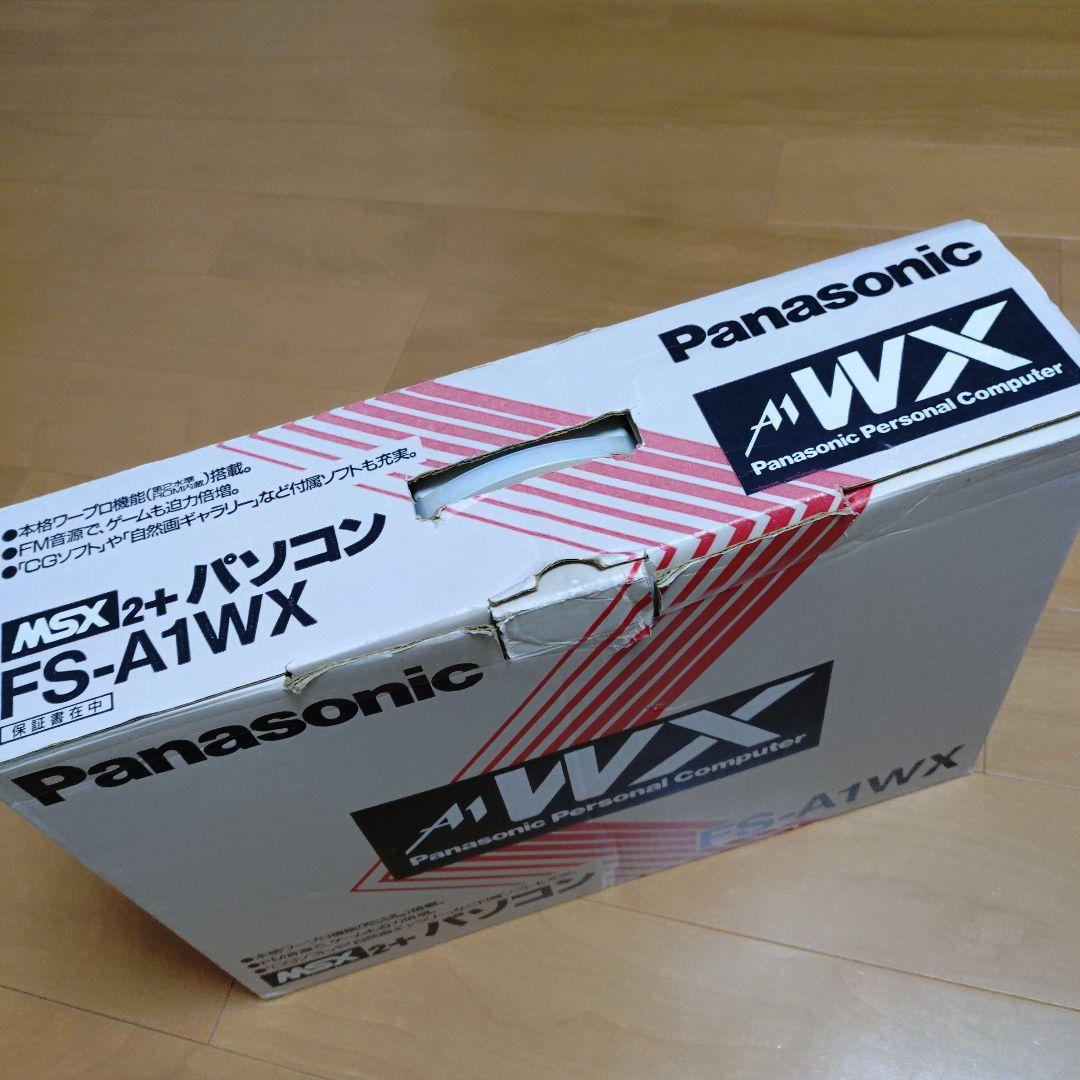 Panasonic
A1WX
Panasonic Personal Computer
●本格ワープロ機能(第2水準ROM内蔵)搭載。
●FM音源で、ゲームも迫力倍増。
●「CGソフト」や「自然画ギャラリー」など付属ソフトも充実。
MSX2+パソコン
FS-A1WX
保証書在中
Panasonic
A1WX
Panasonic Personal Computer
FS-A1WX
MSX2+パソコン